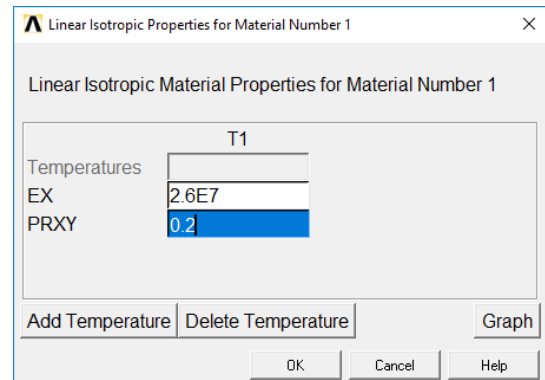 Linear Isotropic Properties for Material Number 1
Linear Isotropic Material Properties for Material Number 1
T1
Temperatures
EX 2.6E7
PRXY 0.2
Add Temperature Delete Temperature Graph
OK Cancel Help